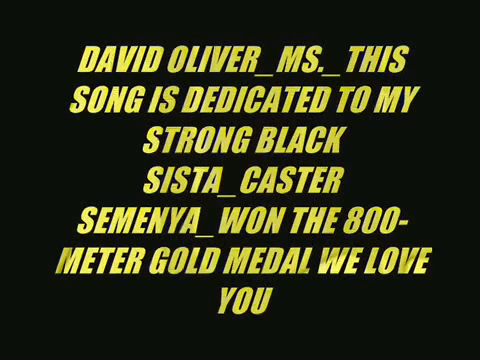 DAVID OLIVER_MS._THIS
SONG IS DEDICATED TO MY
STRONG BLACK
SISTA_CASTER
SEMENYA_WON THE 800-
METER GOLD MEDAL WE LOVE
YOU